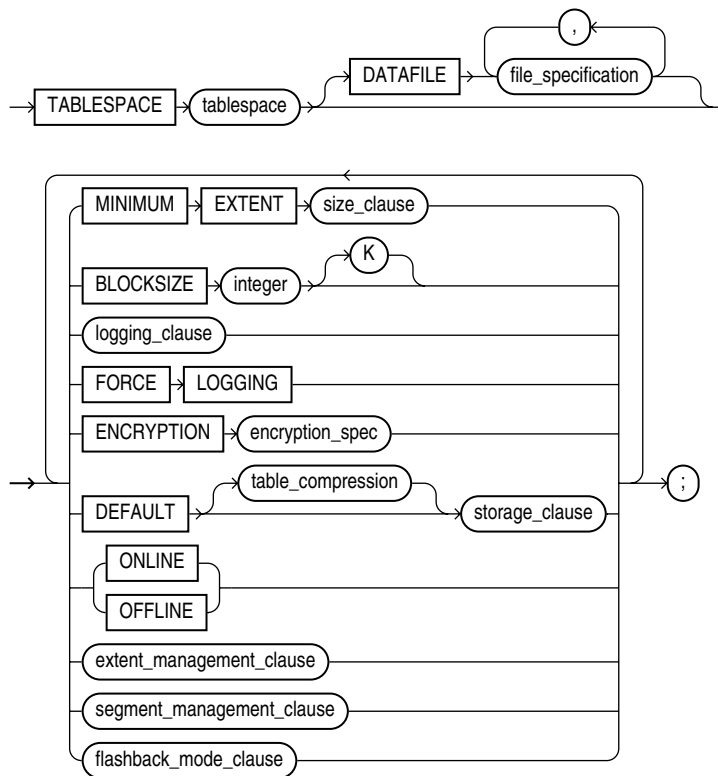 ,
DATAFILE file_specification
TABLESPACE tablespace
MINIMUM EXTENT size_clause
K
BLOCKSIZE integer
logging_clause
FORCE LOGGING
ENCRYPTION encryption_spec
table_compression
;
DEFAULT storage_clause
ONLINE
OFFLINE
extent_management_clause
segment_management_clause
flashback_mode_clause